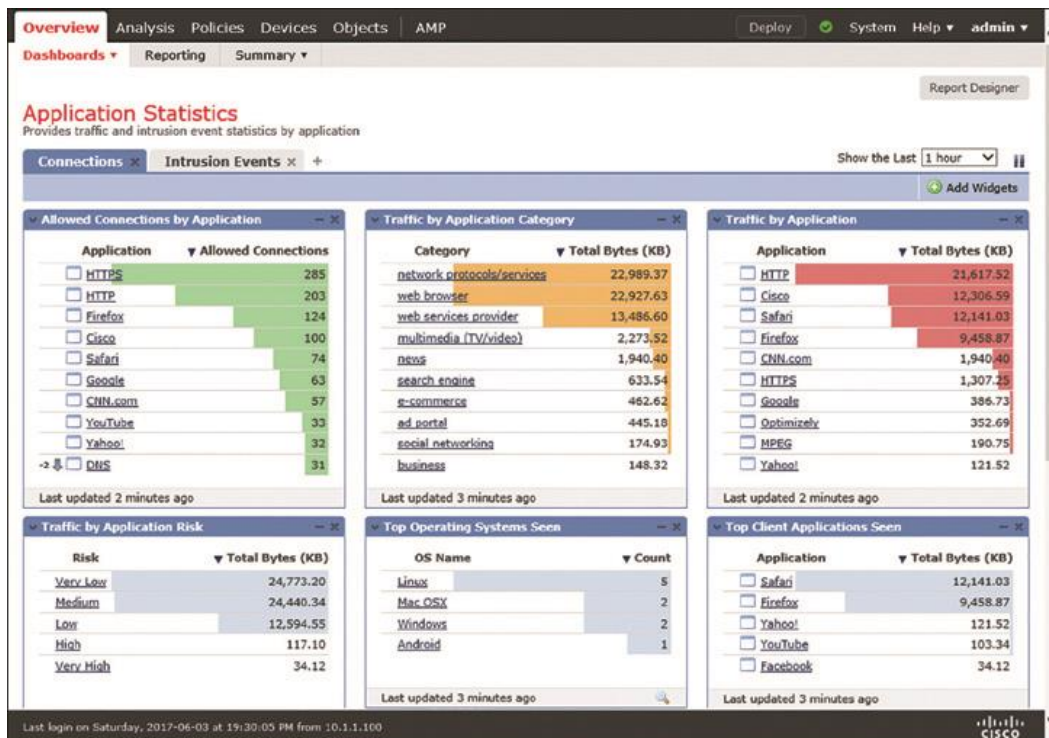 Overview Analysis Policies Devices Objects AMP Deploy System Help ▾ admin ▾
Dashboards ▾ Reporting Summary ▾
Report Designer
Application Statistics
Provides traffic and intrusion event statistics by application
Connections × Intrusion Events × + Show the Last 1 hour
Add Widgets
Allowed Connections by Application
Application ▼ Allowed Connections
HTTPS 285
HTTP 203
Firefox 124
Cisco 100
Safari 74
Google 63
CNN.com 57
YouTube 33
Yahoo! 32
-2 DNS 31
Last updated 2 minutes ago
Traffic by Application Category
Category ▼ Total Bytes (KB)
network protocols/services 22,989.37
web browser 22,927.63
web services provider 13,486.60
multimedia (TV/video) 2,273.52
news 1,940.40
search engine 633.54
e-commerce 462.62
ad portal 445.18
social networking 174.93
business 148.32
Last updated 3 minutes ago
Traffic by Application
Application ▼ Total Bytes (KB)
HTTP 21,617.52
Cisco 12,306.59
Safari 12,141.03
Firefox 9,458.87
CNN.com 1,940.40
HTTPS 1,307.25
Google 386.73
Optimizely 352.69
MPEG 190.75
Yahoo! 121.52
Last updated 2 minutes ago
Traffic by Application Risk
Risk ▼ Total Bytes (KB)
Very Low 24,773.20
Medium 24,440.34
Low 12,594.55
High 117.10
Very High 34.12
Top Operating Systems Seen
OS Name ▼ Count
Linux 5
Mac OSX 2
Windows 2
Android 1
Last updated 3 minutes ago
Top Client Applications Seen
Application ▼ Total Bytes (KB)
Safari 12,141.03
Firefox 9,458.87
Yahoo! 121.52
YouTube 103.34
Facebook 34.12
Last updated 3 minutes ago
Last login on Saturday, 2017-06-03 at 19:30:05 PM from 10.1.1.100
CISCO